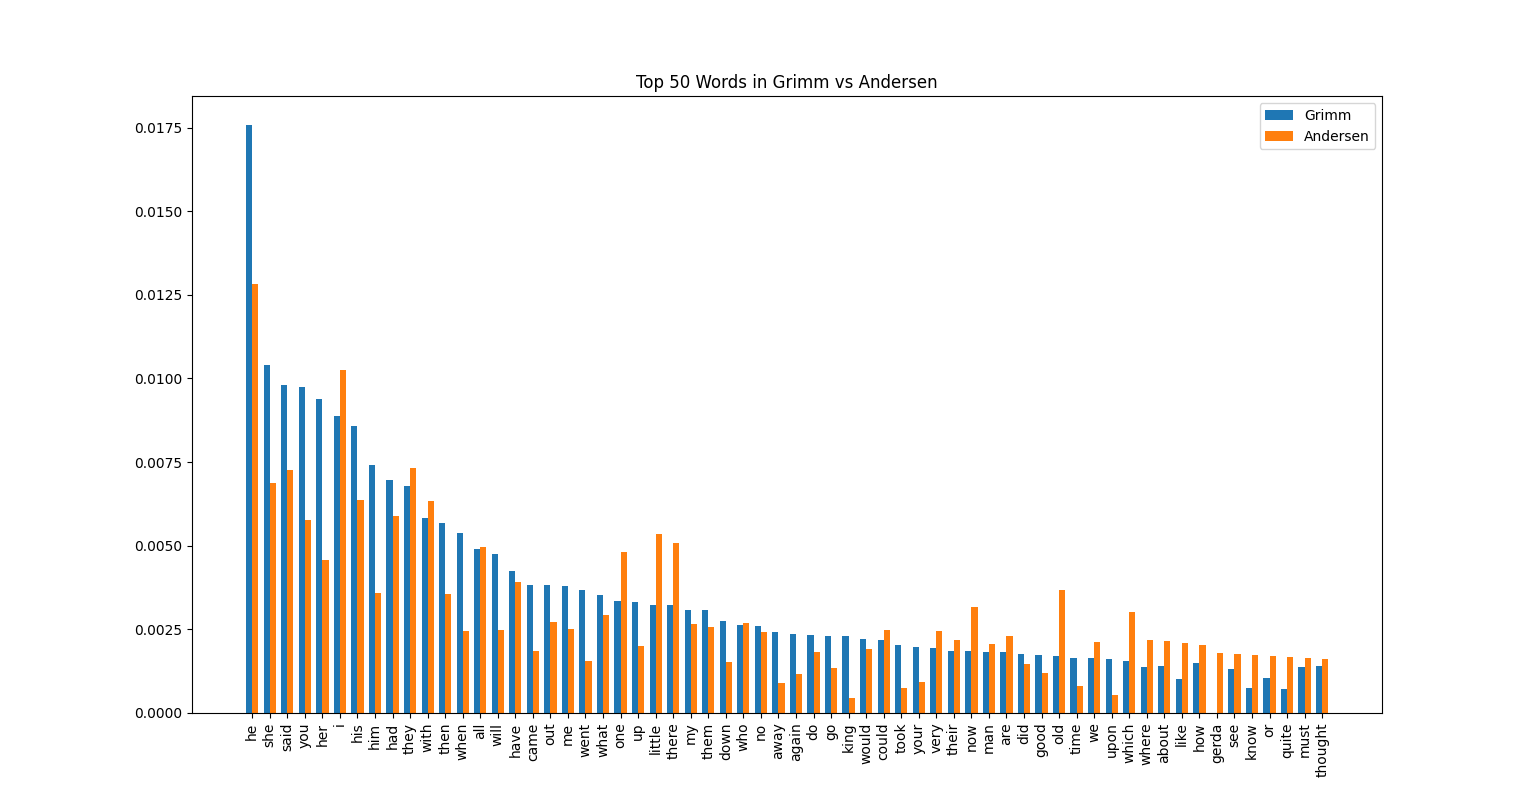 Top 50 Words in Grimm vs Andersen
Grimm
Andersen
0.0175
0.0150
0.0125
0.0100
0.0075
0.0050
0.0025
0.0000
he she said you her i his him had they with then when all will have came out me went what one up little there my them down who no away again do go king would could took your very their now man are did good old time we upon which where about like how gerda see know or quite must thought